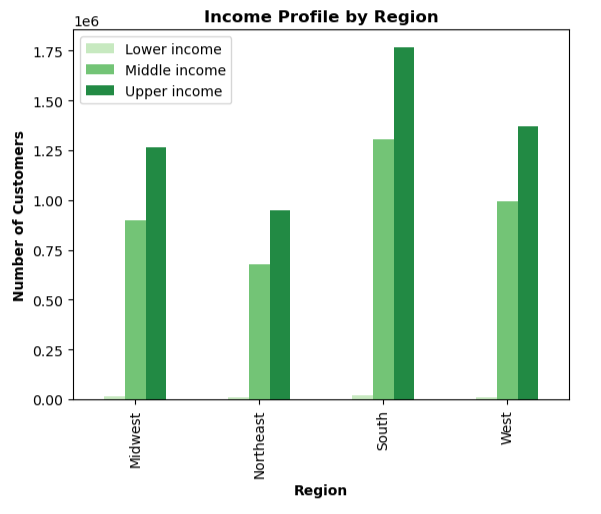 Income Profile by Region
1e6
Lower income
Middle income
Upper income
1.75
1.50
1.25
1.00
0.75
0.50
0.25
0.00
Number of Customers
Midwest
Northeast
South
West
Region